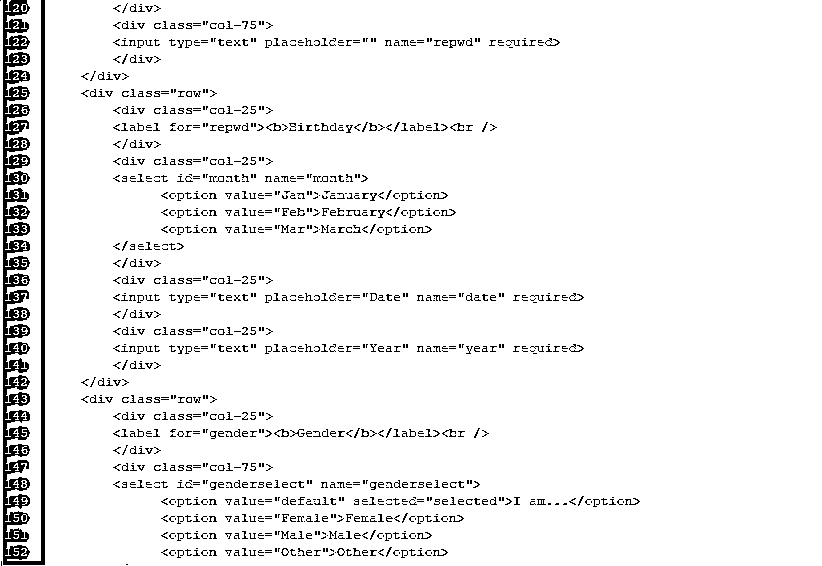 120 </div>
121 <div class="col-75">
122 <input type="text" placeholder="" name="repwd" required>
123 </div>
124 </div>
125 <div class="row">
126 <div class="col-25">
127 <label for="repwd"><b>Birthday</b></label><br />
128 </div>
129 <div class="col-25">
130 <select id="month" name="month">
131 <option value="Jan">January</option>
132 <option value="Feb">February</option>
133 <option value="Mar">March</option>
134 </select>
135 </div>
136 <div class="col-25">
137 <input type="text" placeholder="Date" name="date" required>
138 </div>
139 <div class="col-25">
140 <input type="text" placeholder="Year" name="year" required>
141 </div>
142 </div>
143 <div class="row">
144 <div class="col-25">
145 <label for="gender"><b>Gender</b></label><br />
146 </div>
147 <div class="col-75">
148 <select id="genderselect" name="genderselect">
149 <option value="default" selected="selected">I am...</option>
150 <option value="Female">Female</option>
151 <option value="Male">Male</option>
152 <option value="Other">Other</option>